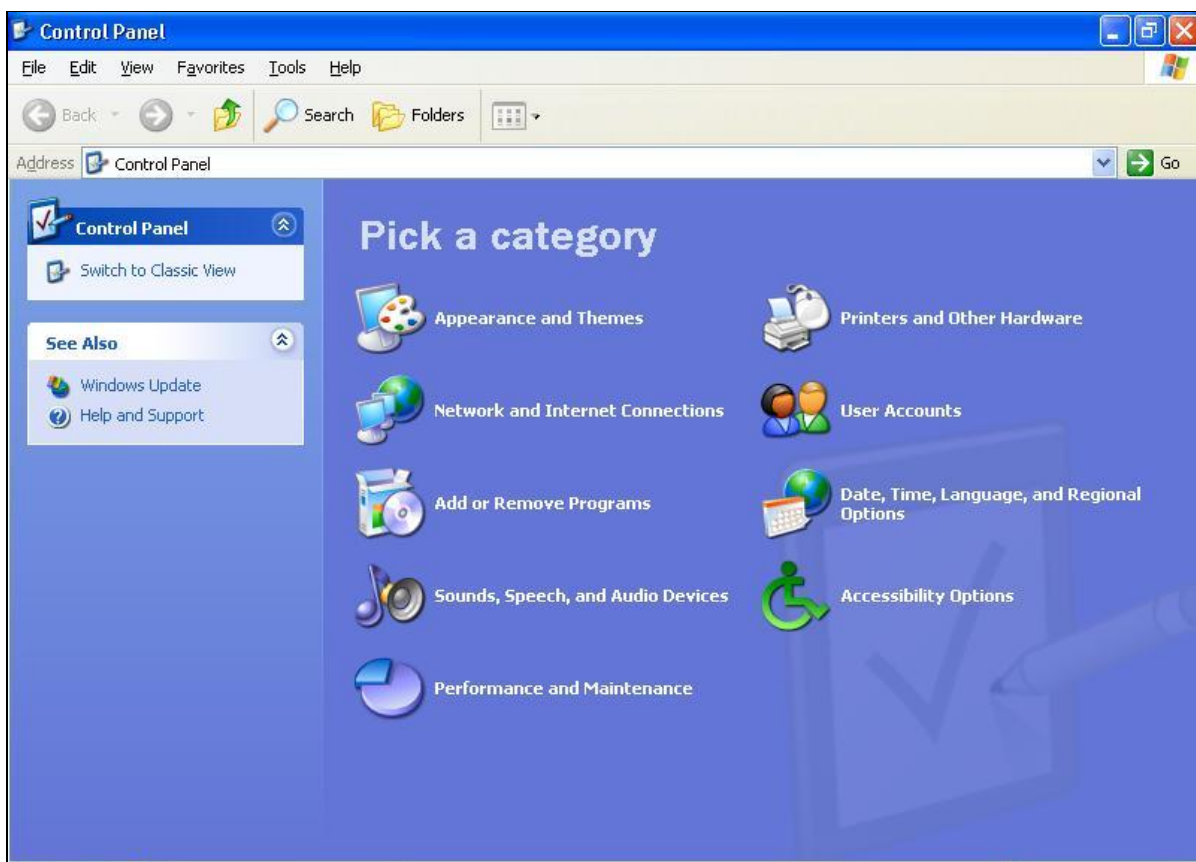 Control Panel
File Edit View Favorites Tools Help
Back Search Folders
Address Control Panel Go
Control Panel
Switch to Classic View
See Also
Windows Update
Help and Support
Pick a category
Appearance and Themes
Printers and Other Hardware
Network and Internet Connections
User Accounts
Add or Remove Programs
Date, Time, Language, and Regional
Options
Sounds, Speech, and Audio Devices
Accessibility Options
Performance and Maintenance